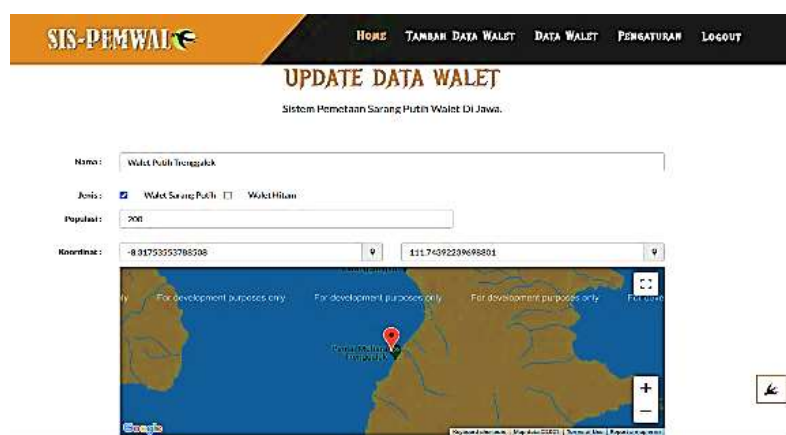 SIS-PEMWALET
HOME TAMBAH DATA WALET DATA WALET PENGATURAN LOGOUT
UPDATE DATA WALET
Sistem Pemetaan Sarang Putih Walet Di Jawa.
Nama : Walet Putih Trenggalek
Jenis : Walet Sarang Putih Walet Hitam
Populasi : 200
Koordinat : -8.31753553788508 111.74392239698801
For development purposes only For development purposes only For development purposes only
Google